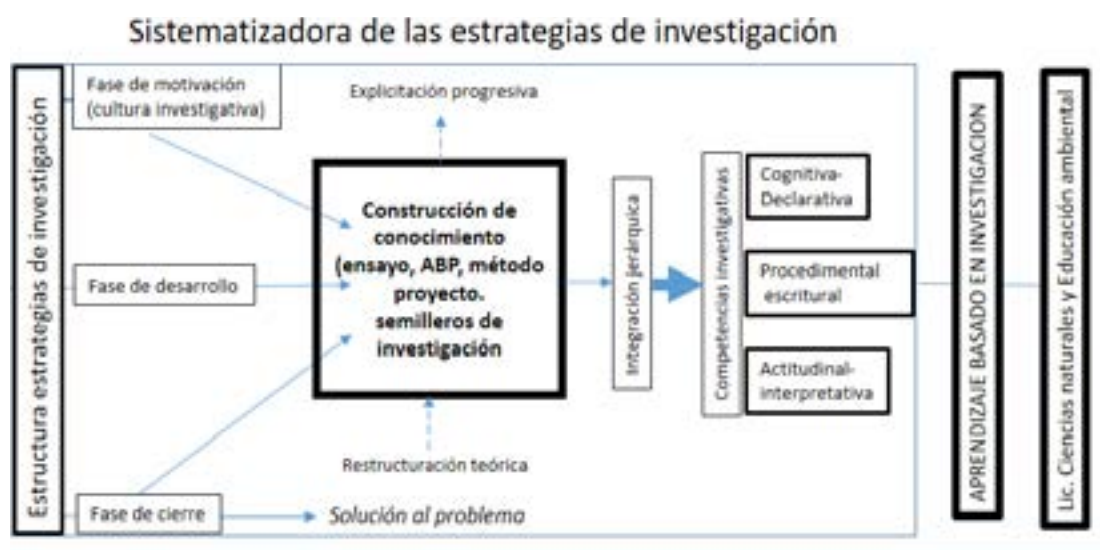 Sistematizadora de las estrategias de investigación
Estructura estrategias de investigación
Fase de motivación
(cultura investigativa)
Explicitación progresiva
Construcción de
conocimiento
(ensayo, ABP, método
proyecto.
semilleros de
investigación
Fase de desarrollo
Restructuración teórica
Fase de cierre
Solución al problema
Integración jerárquica
Competencias investigativas
Cognitiva-
Declarativa
Procedimental
escritural
Actitudinal-
interpretativa
APRENDIZAJE BASADO EN INVESTIGACION
Lic. Ciencias naturales y Educación ambiental